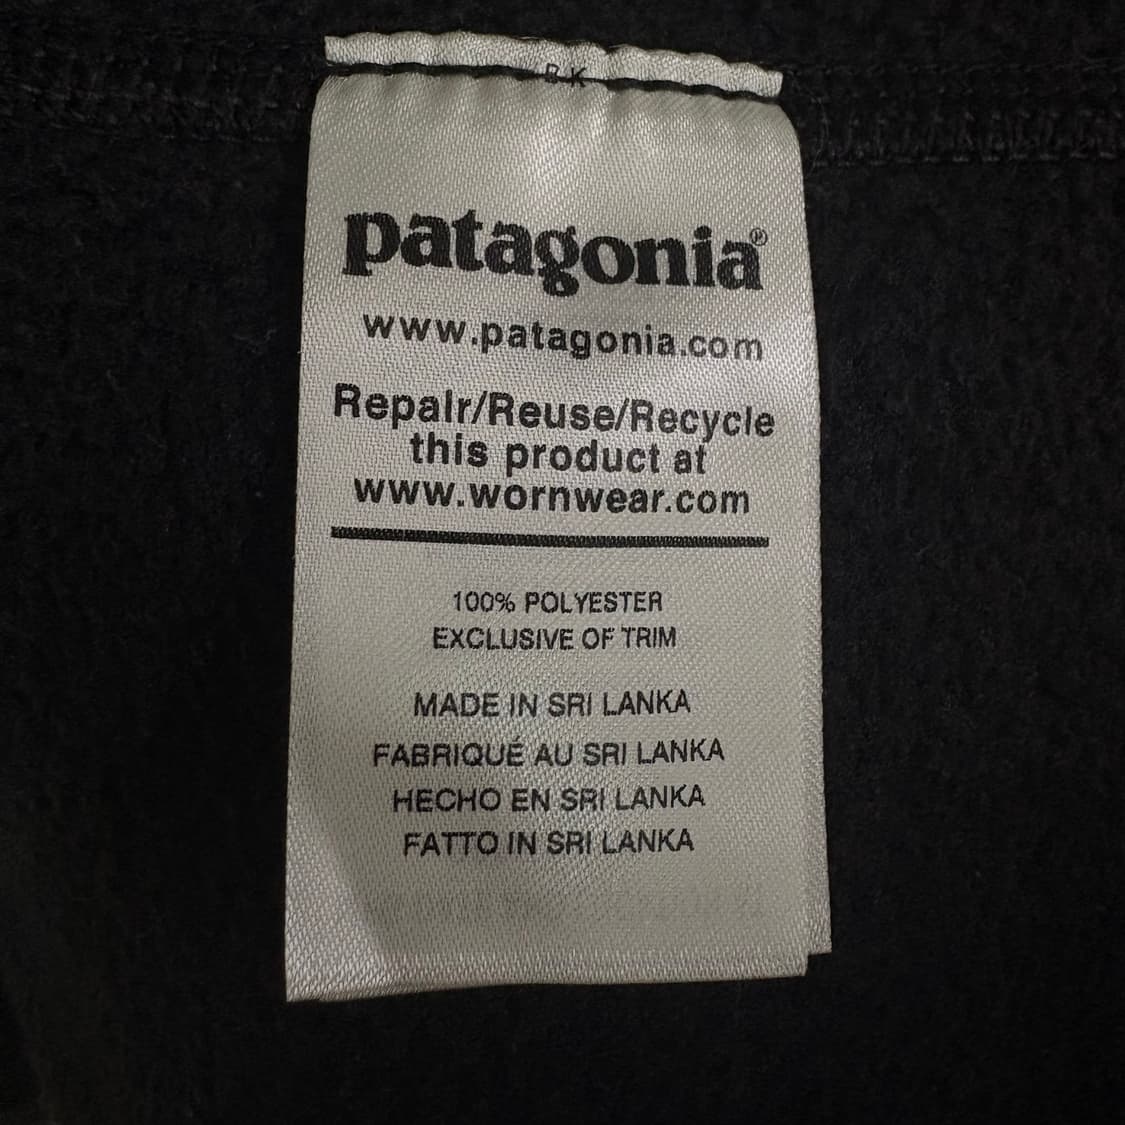 BK
patagonia®
www.patagonia.com
Repair/Reuse/Recycle
this product at
www.wornwear.com
100% POLYESTER
EXCLUSIVE OF TRIM
MADE IN SRI LANKA
FABRIQUÉ AU SRI LANKA
HECHO EN SRI LANKA
FATTO IN SRI LANKA